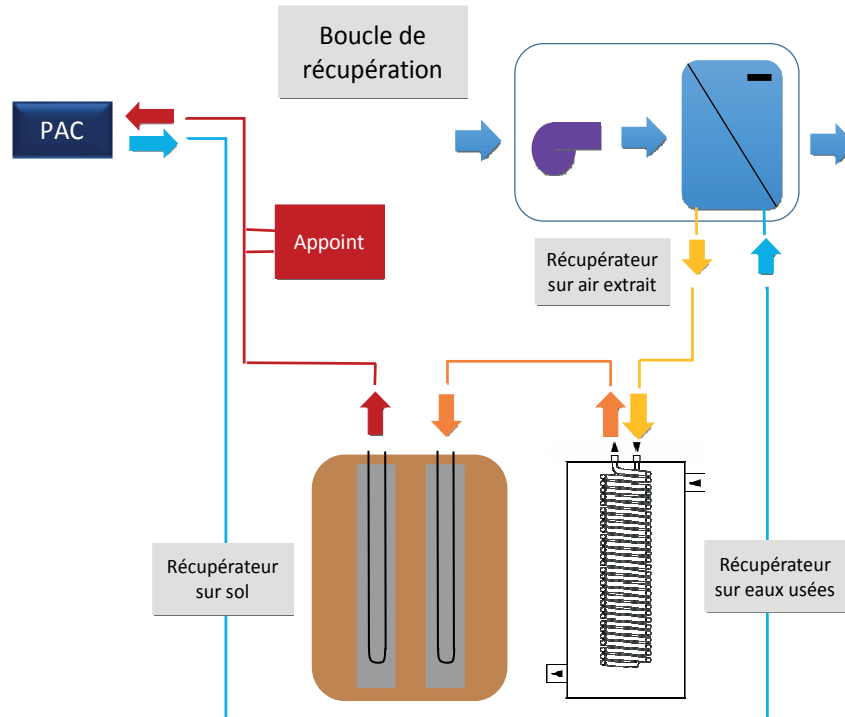 Boucle de
récupération
PAC
Appoint
Récupérateur
sur air extrait
Récupérateur
sur sol
Récupérateur
sur eaux usées